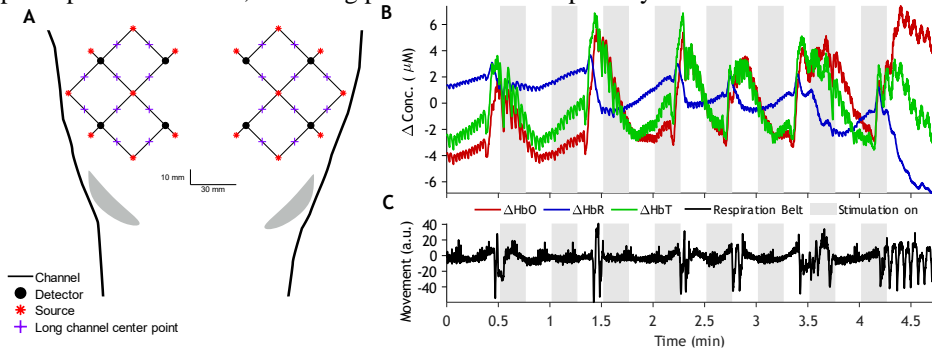 A
10 mm
30 mm
Channel
Detector
Source
Long channel center point
B
Δ Conc. ( μM)
6
4
2
0
-2
-4
-6
C
ΔHbO
ΔHbR
ΔHbT
Respiration Belt
Stimulation on
Movement (a.u.)
40
20
0
-20
-40
0
0.5
1
1.5
2
2.5
3
3.5
4
4.5
Time (min)